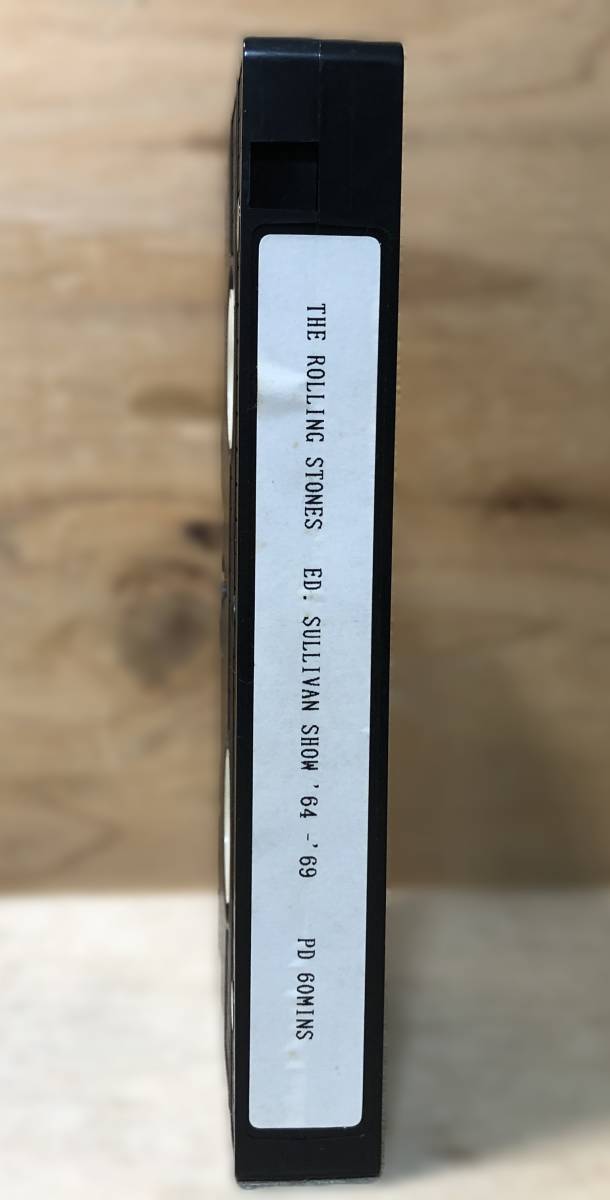 THE ROLLING STONES  ED. SULLIVAN SHOW '64 -'69  PD 60MINS